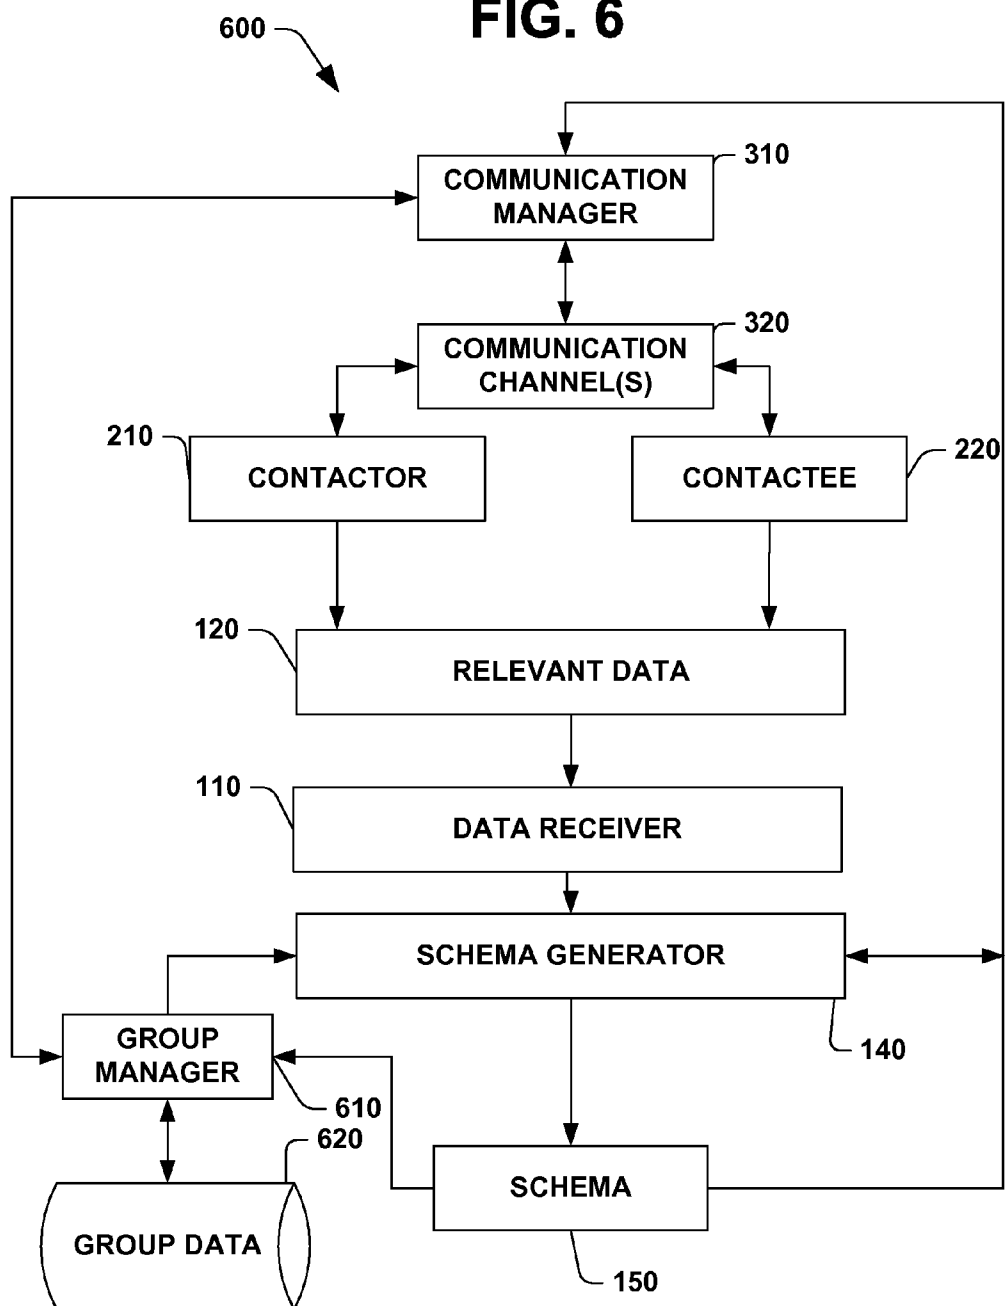 FIG. 6
600
310
COMMUNICATION
MANAGER
320
COMMUNICATION
CHANNEL(S)
210
CONTACTOR
220
CONTACTEE
120
RELEVANT DATA
110
DATA RECEIVER
SCHEMA GENERATOR
140
GROUP
MANAGER
610
620
SCHEMA
GROUP DATA
150